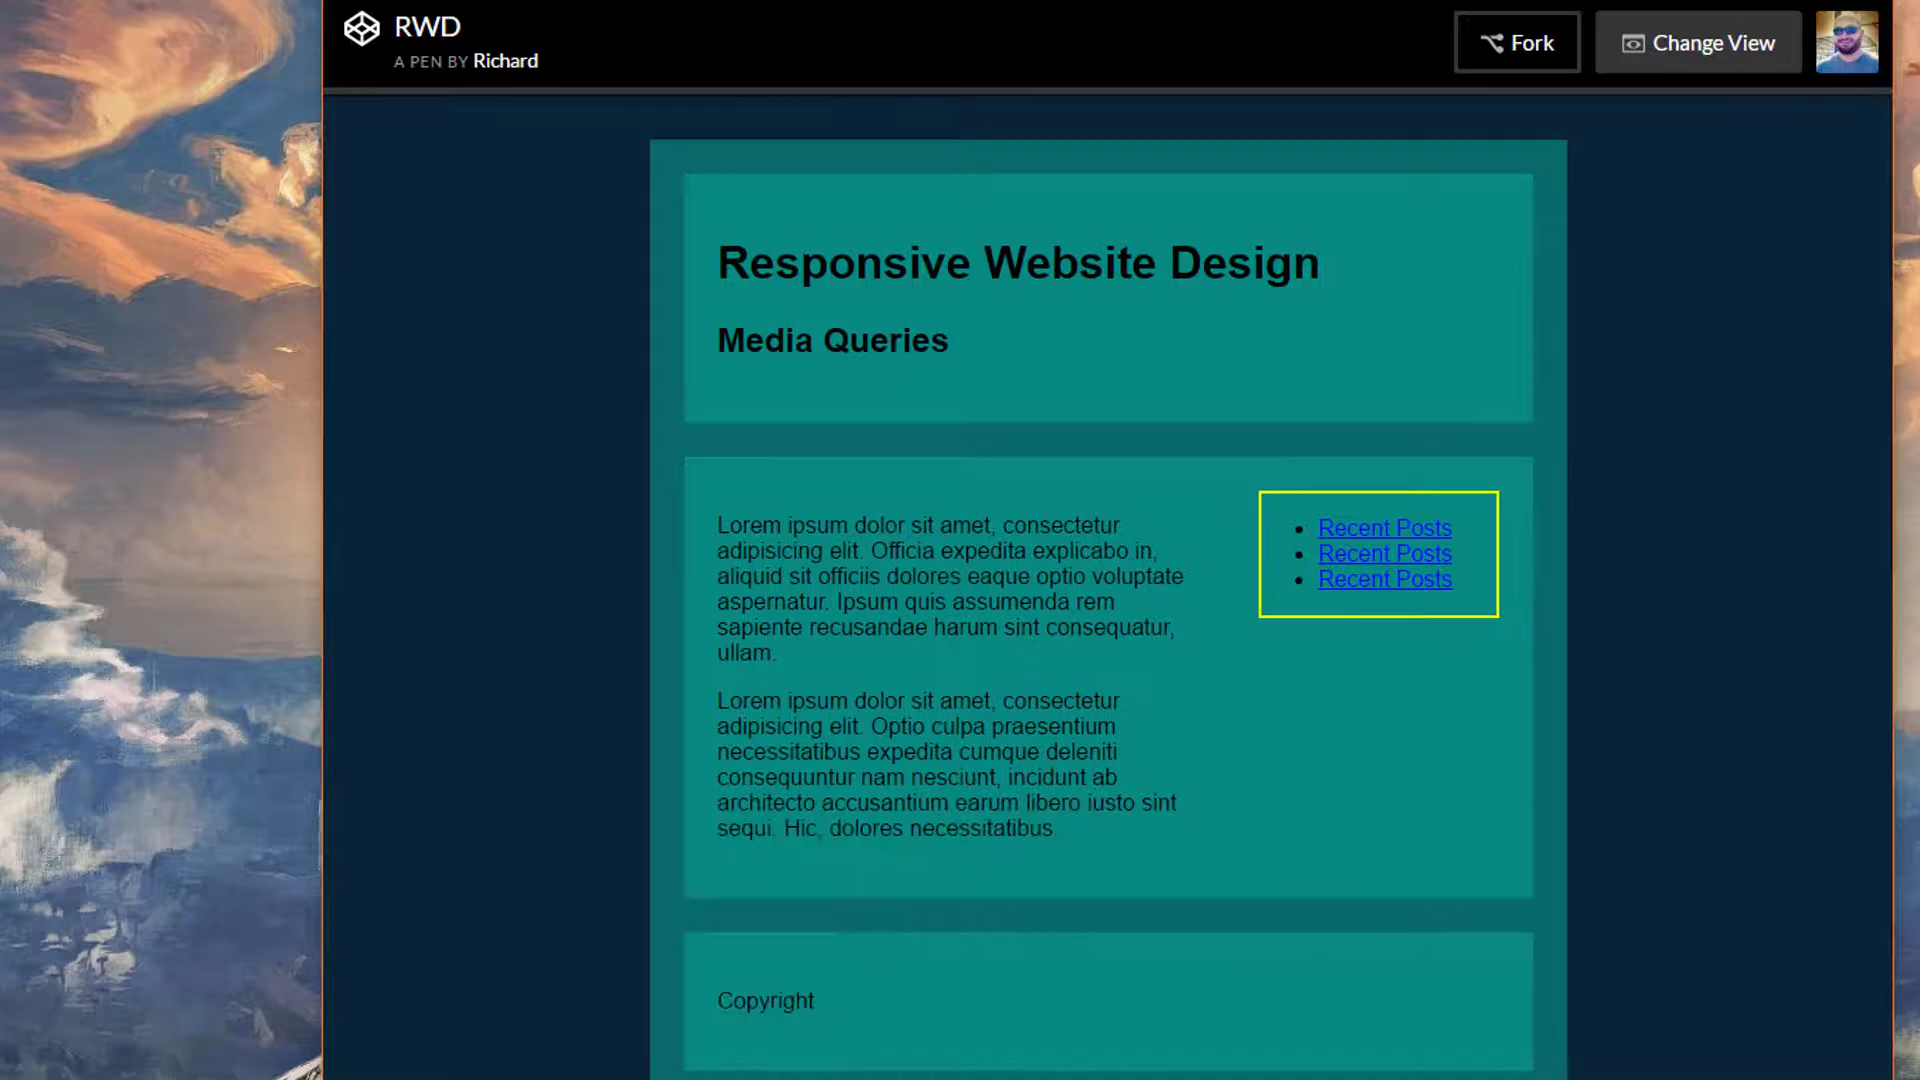 RWD
A PEN BY Richard
Fork
Change View
Responsive Website Design
Media Queries
Lorem ipsum dolor sit amet, consectetur
adipisicing elit. Officia expedita explicabo in,
aliquid sit officiis dolores eaque optio voluptate
aspernatur. Ipsum quis assumenda rem
sapiente recusandae harum sint consequatur,
ullam.
Lorem ipsum dolor sit amet, consectetur
adipisicing elit. Optio culpa praesentium
necessitatibus expedita cumque deleniti
consequuntur nam nesciunt, incidunt ab
architecto accusantium earum libero iusto sint
sequi. Hic, dolores necessitatibus.
Recent Posts
Recent Posts
Recent Posts
Copyright